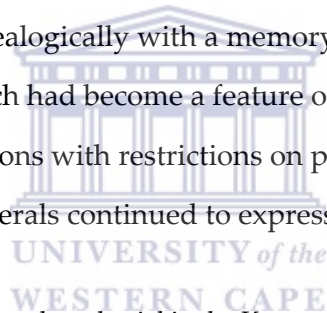 ealogically with a memory
ch had become a feature o
ons with restrictions on p
erals continued to express
UNIVERSITY of the
WESTERN CAPE